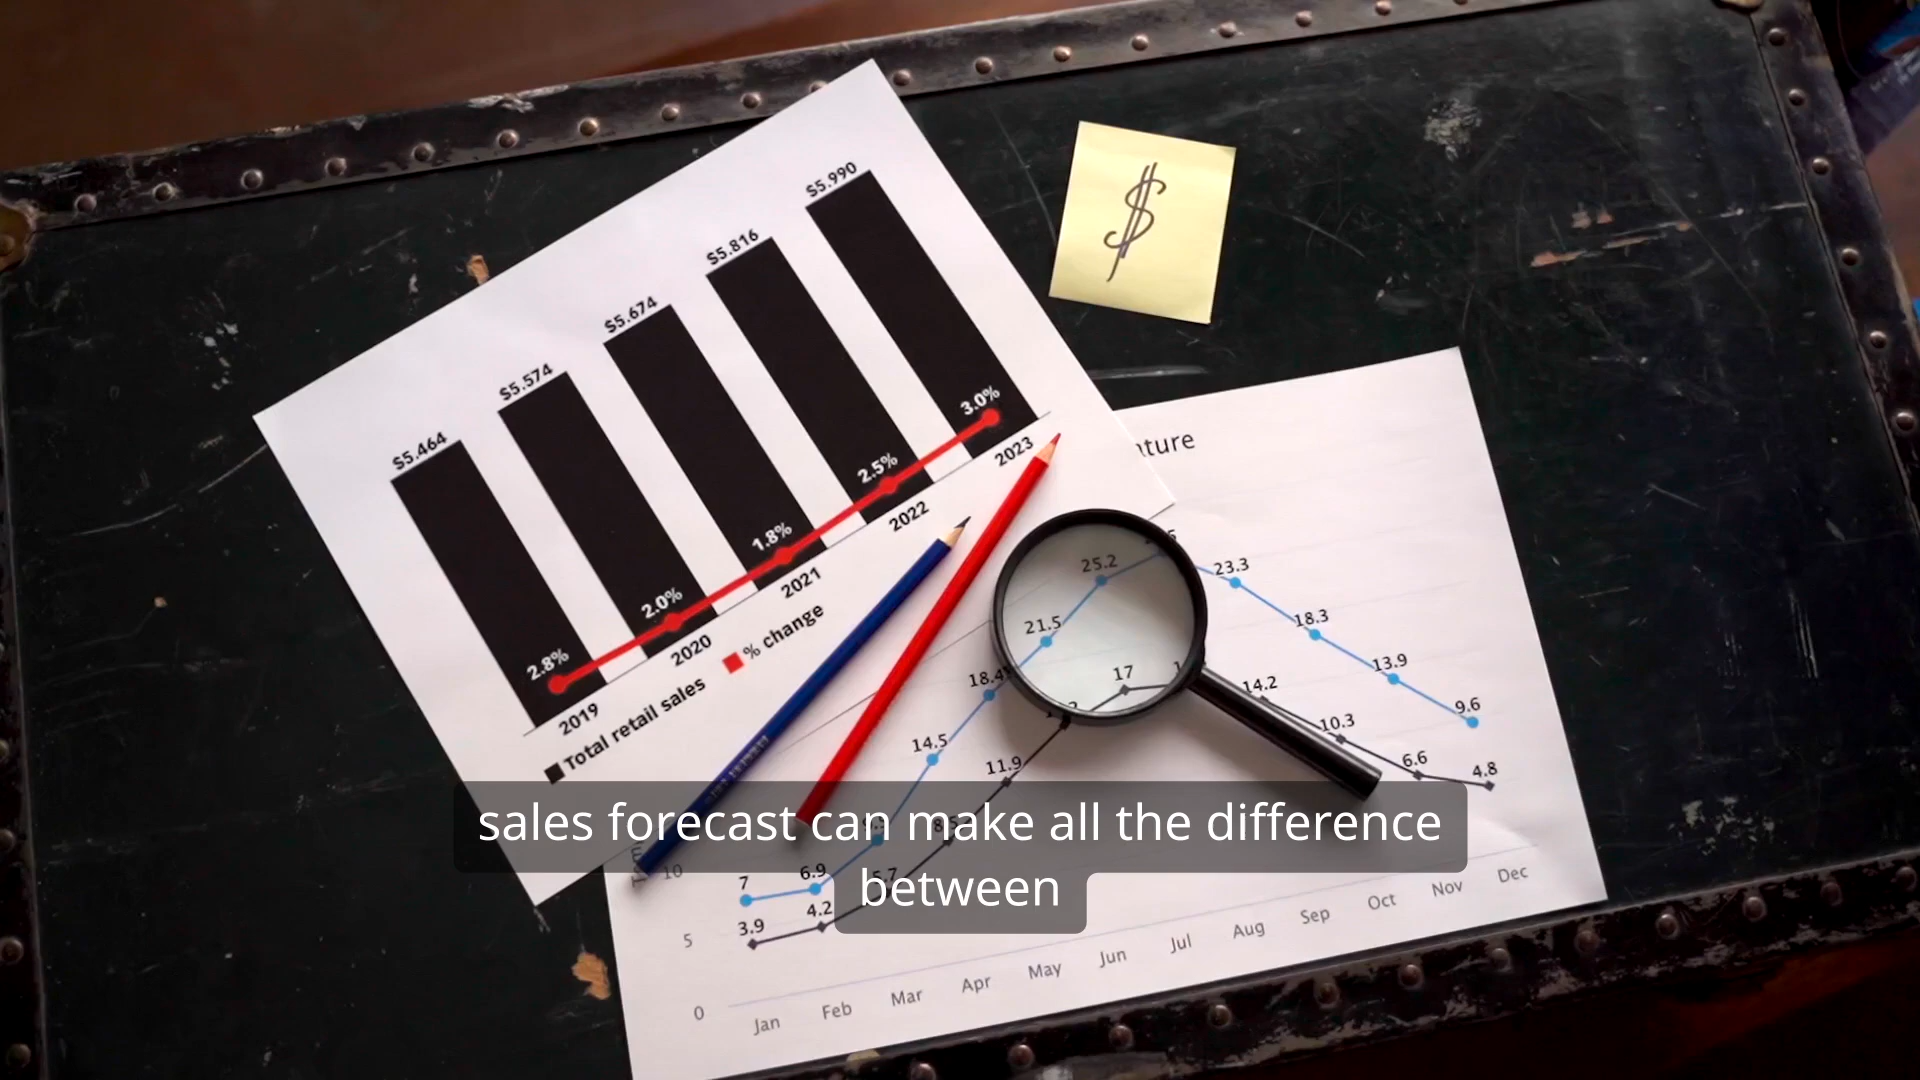 $5.464
$5.574
$5.674
$5.816
$5.990
2.8%
2.0%
1.8%
2.5%
3.0%
2019
2020
2021
2022
2023
Total retail sales
% change
$
7
6.9
14.5
18.4
21.5
25.2
23.3
18.3
13.9
9.6
3.9
4.2
11.9
17
14.2
10.3
6.6
4.8
10
5
0
Jan
Feb
Mar
Apr
May
Jun
Jul
Aug
Sep
Oct
Nov
Dec
sales forecast can make all the difference
between